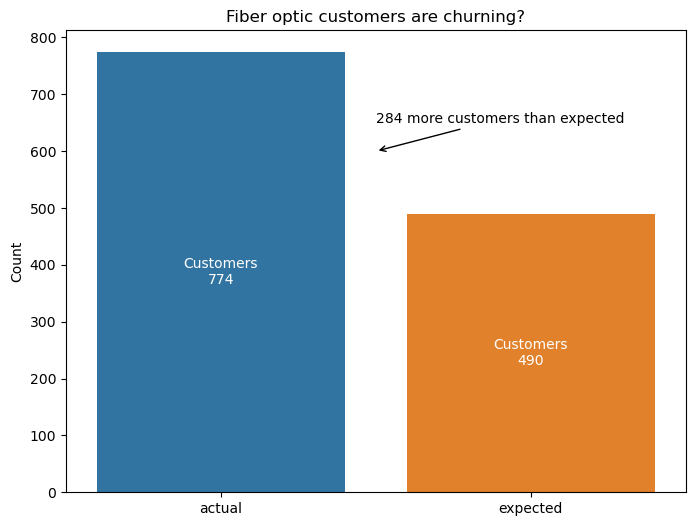 Fiber optic customers are churning?
800
700
600
500
400
300
200
100
0
Count
284 more customers than expected
Customers
774
Customers
490
actual
expected